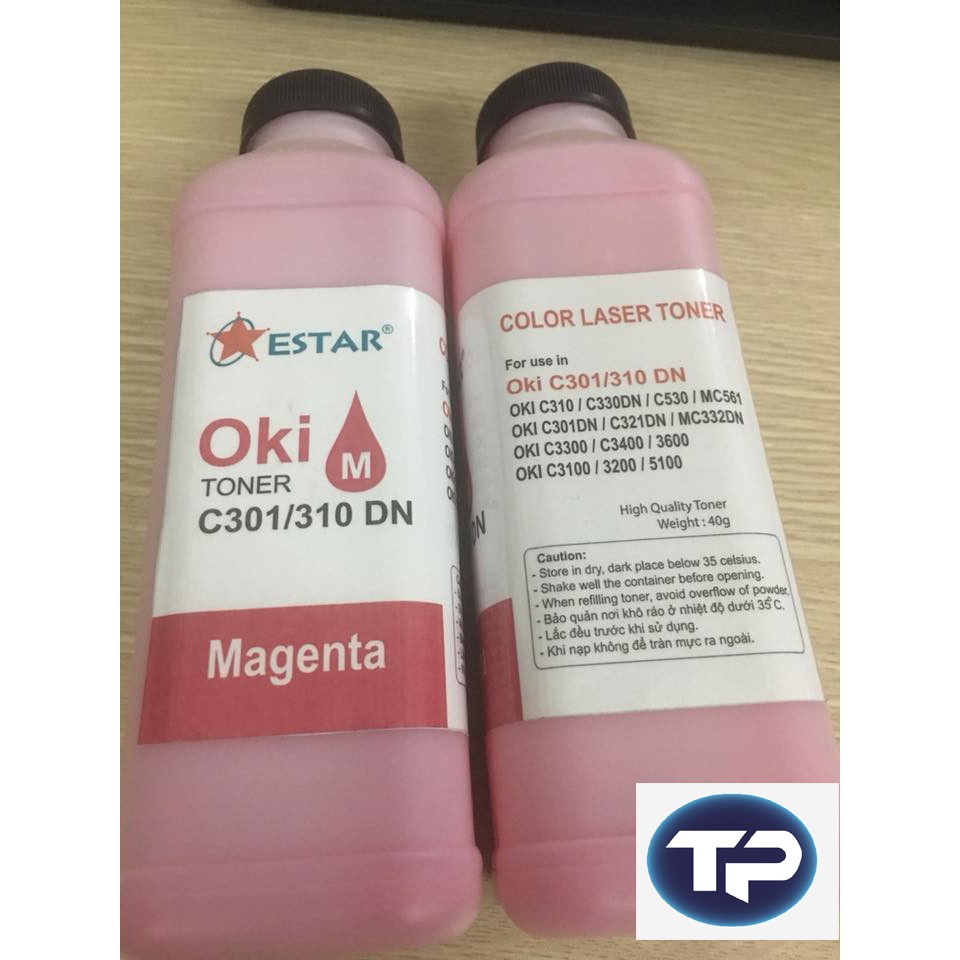 ESTAR®
Oki
M
TONER
C301/310 DN
Magenta
COLOR LASER TONER
For use in
Oki C301/310 DN
OKI C310 / C330DN / C530 / MC561
OKI C301DN / C321DN / MC332DN
OKI C3300 / C3400 / 3600
OKI C3100 / 3200 / 5100
High Quality Toner
Weight : 40g
Caution:
- Store in dry, dark place below 35 celsius.
- Shake well the container before opening.
- When refilling toner, avoid overflow of powder.
- Bảo quản nơi khô ráo ở nhiệt độ dưới 35°C.
- Lắc đều trước khi sử dụng.
- Khi nạp không để tràn mực ra ngoài.
DN
TP